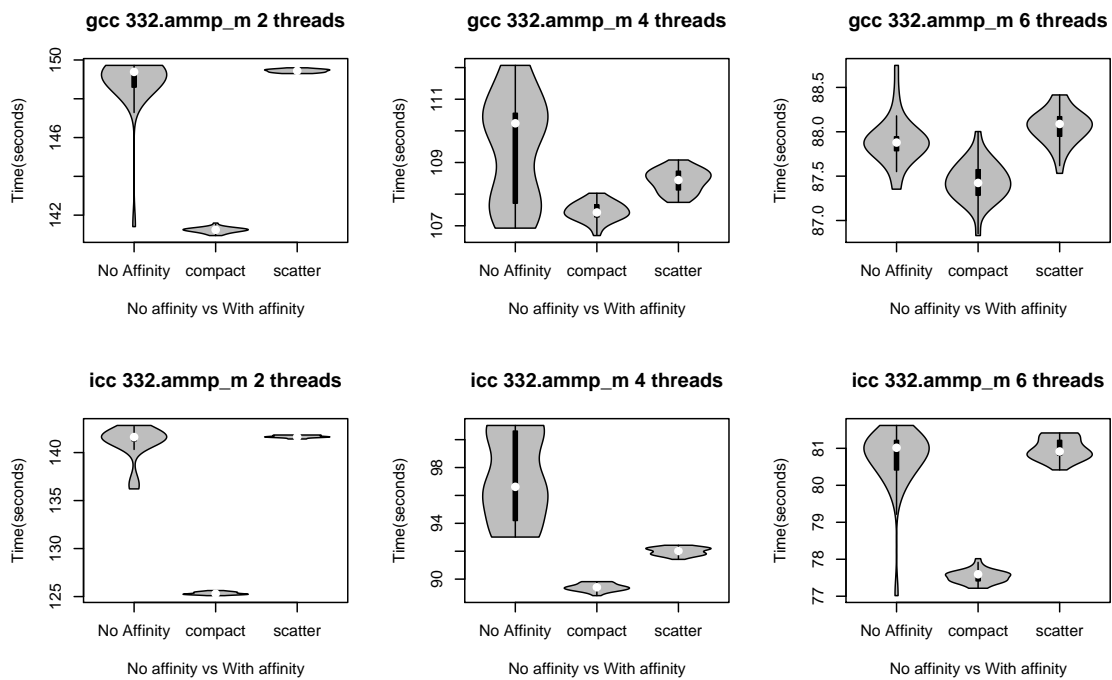 gcc 332.ammp_m 2 threads
Time(seconds)
150
146
142
No Affinity compact scatter
No affinity vs With affinity
gcc 332.ammp_m 4 threads
Time(seconds)
111
109
107
No Affinity compact scatter
No affinity vs With affinity
gcc 332.ammp_m 6 threads
Time(seconds)
88.5
88.0
87.5
87.0
No Affinity compact scatter
No affinity vs With affinity
icc 332.ammp_m 2 threads
Time(seconds)
140
135
130
125
No Affinity compact scatter
No affinity vs With affinity
icc 332.ammp_m 4 threads
Time(seconds)
98
94
90
No Affinity compact scatter
No affinity vs With affinity
icc 332.ammp_m 6 threads
Time(seconds)
81
80
79
78
77
No Affinity compact scatter
No affinity vs With affinity